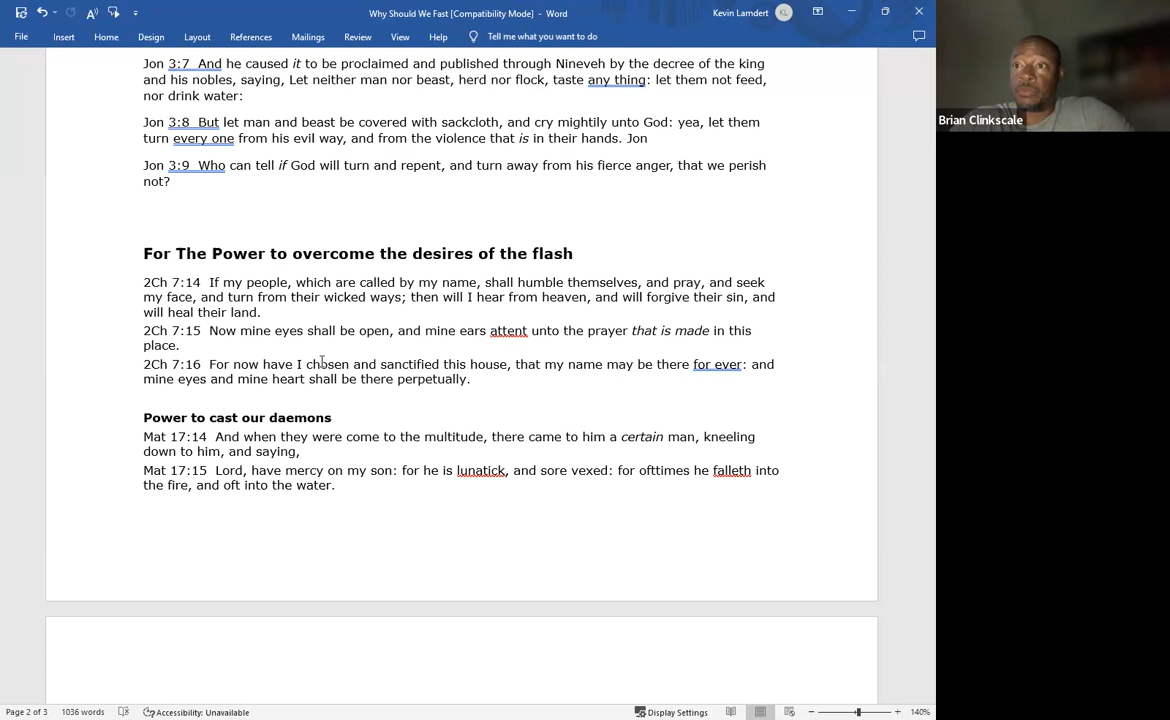 Why Should We Fast [Compatibility Mode] - Word
Kevin Lamdert
KL
File Insert Home Design Layout References Mailings Review View Help Tell me what you want to do
Jon 3:7 And he caused it to be proclaimed and published through Nineveh by the decree of the king
and his nobles, saying, Let neither man nor beast, herd nor flock, taste any thing: let them not feed,
nor drink water:
Jon 3:8 But let man and beast be covered with sackcloth, and cry mightily unto God: yea, let them
turn every one from his evil way, and from the violence that is in their hands. Jon
Jon 3:9 Who can tell if God will turn and repent, and turn away from his fierce anger, that we perish
not?
For The Power to overcome the desires of the flash
2Ch 7:14 If my people, which are called by my name, shall humble themselves, and pray, and seek
my face, and turn from their wicked ways; then will I hear from heaven, and will forgive their sin, and
will heal their land.
2Ch 7:15 Now mine eyes shall be open, and mine ears attent unto the prayer that is made in this
place.
2Ch 7:16 For now have I chosen and sanctified this house, that my name may be there for ever: and
mine eyes and mine heart shall be there perpetually.
Power to cast our daemons
Mat 17:14 And when they were come to the multitude, there came to him a certain man, kneeling
down to him, and saying,
Mat 17:15 Lord, have mercy on my son: for he is lunatick, and sore vexed: for ofttimes he falleth into
the fire, and oft into the water.
Page 2 of 3 1036 words Accessibility: Unavailable Display Settings 140%
Brian Clinkscale